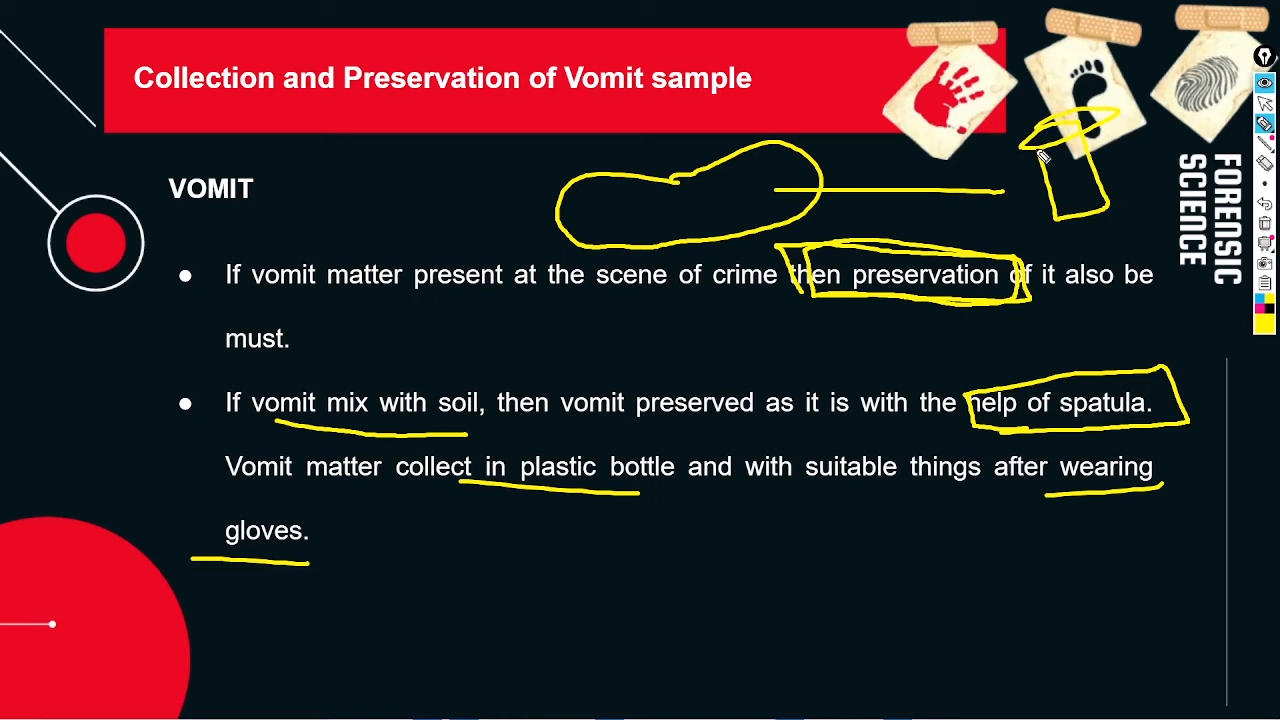 Collection and Preservation of Vomit sample
FORENSIC
SCIENCE
VOMIT
● If vomit matter present at the scene of crime then preservation of it also be
must.
● If vomit mix with soil, then vomit preserved as it is with the help of spatula.
Vomit matter collect in plastic bottle and with suitable things after wearing
gloves.